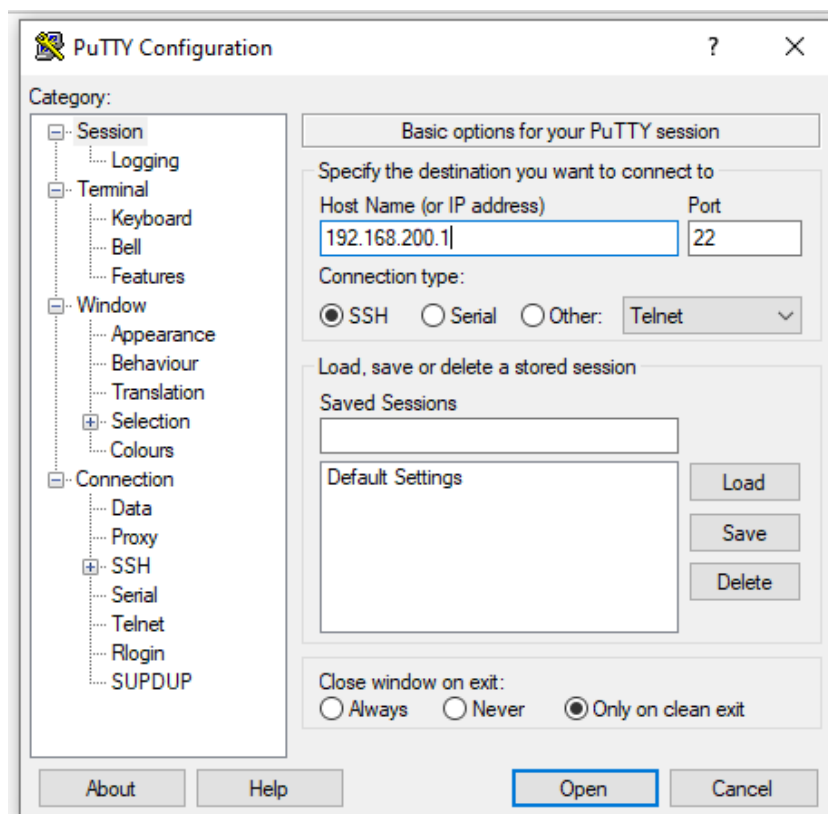 PuTTY Configuration
?
Category:
Session
Logging
Terminal
Keyboard
Bell
Features
Window
Appearance
Behaviour
Translation
Selection
Colours
Connection
Data
Proxy
SSH
Serial
Telnet
Rlogin
SUPDUP
Basic options for your PuTTY session
Specify the destination you want to connect to
Host Name (or IP address) Port
192.168.200.1 22
Connection type:
SSH Serial Other: Telnet
Load, save or delete a stored session
Saved Sessions
Default Settings
Load
Save
Delete
Close window on exit:
Always Never Only on clean exit
About Help Open Cancel